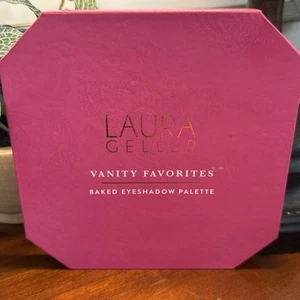 LAURA
GELLER
VANITY FAVORITES
BAKED EYESHADOW PALETTE